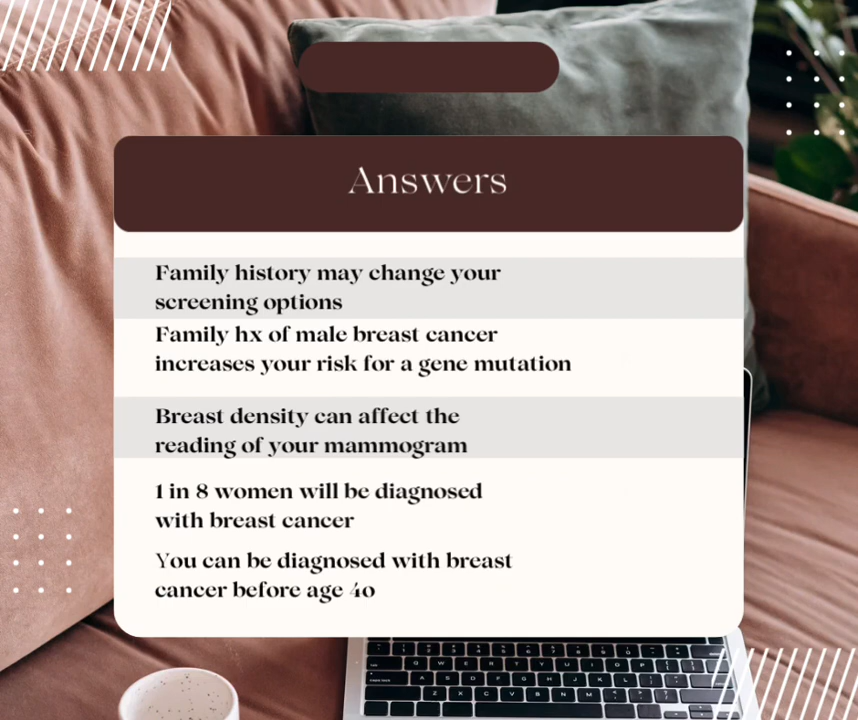 Answers
Family history may change your
screening options
Family hx of male breast cancer
increases your risk for a gene mutation
Breast density can affect the
reading of your mammogram
1 in 8 women will be diagnosed
with breast cancer
You can be diagnosed with breast
cancer before age 40